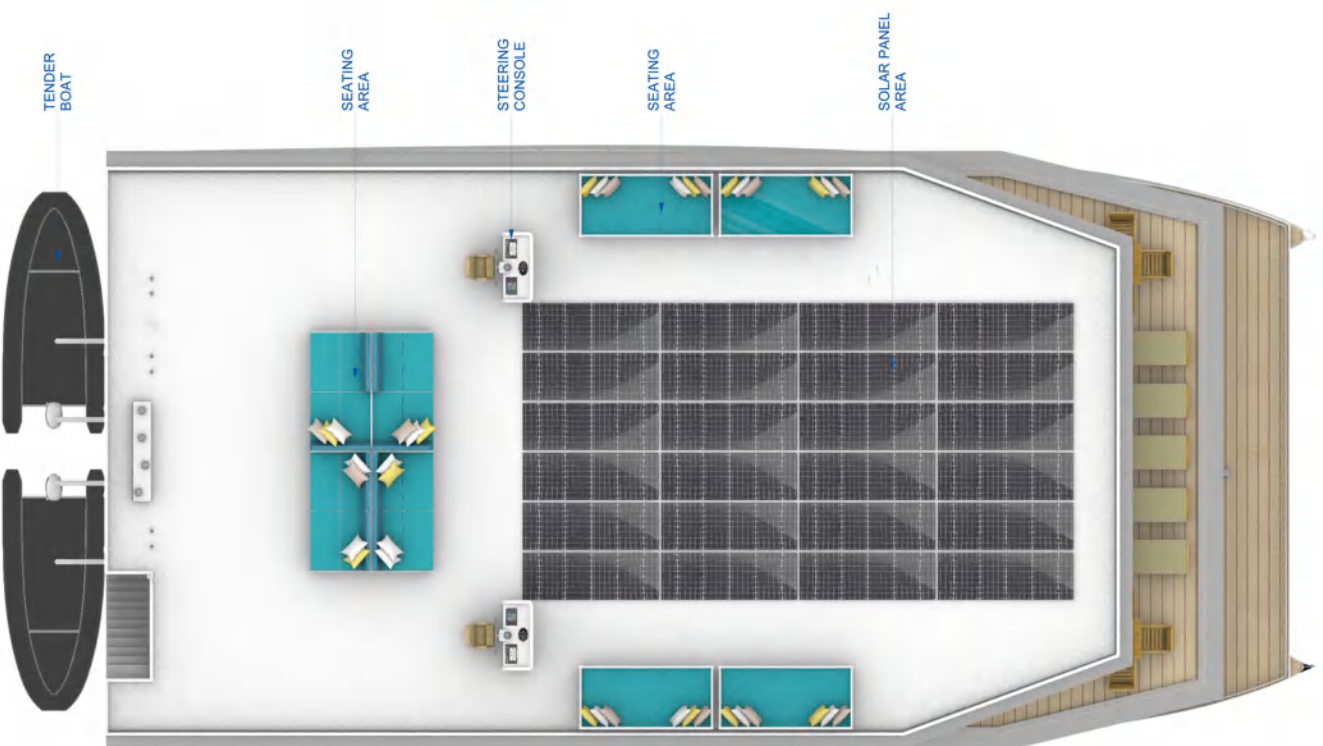 TENDER
BOAT
SEATING
AREA
STEERING
CONSOLE
SEATING
AREA
SOLAR PANEL
AREA